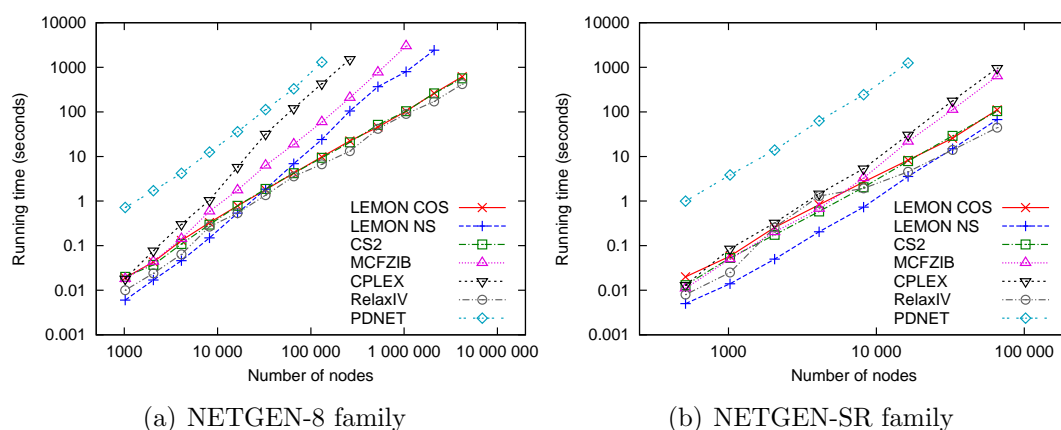 10000
1000
100
10
1
0.1
0.01
0.001
Running time (seconds)
1000
10 000
100 000
1 000 000
10 000 000
Number of nodes
LEMON COS
LEMON NS
CS2
MCFZIB
CPLEX
RelaxIV
PDNET
(a) NETGEN-8 family
10000
1000
100
10
1
0.1
0.01
0.001
Running time (seconds)
1000
10 000
100 000
Number of nodes
LEMON COS
LEMON NS
CS2
MCFZIB
CPLEX
RelaxIV
PDNET
(b) NETGEN-SR family